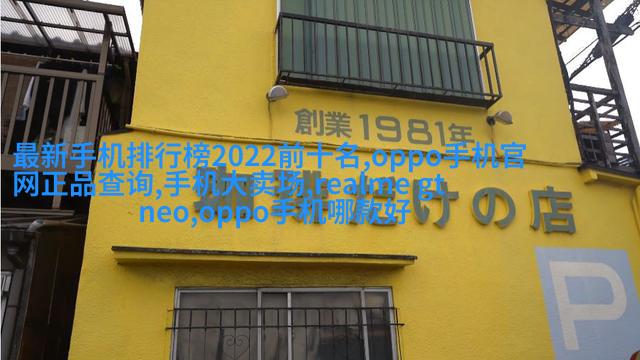 創業1981年
最新手机排行榜2022前十名,oppo手机官
网正品查询,手机大卖场,realme gt
neo,oppo手机哪款好
だけの店
P